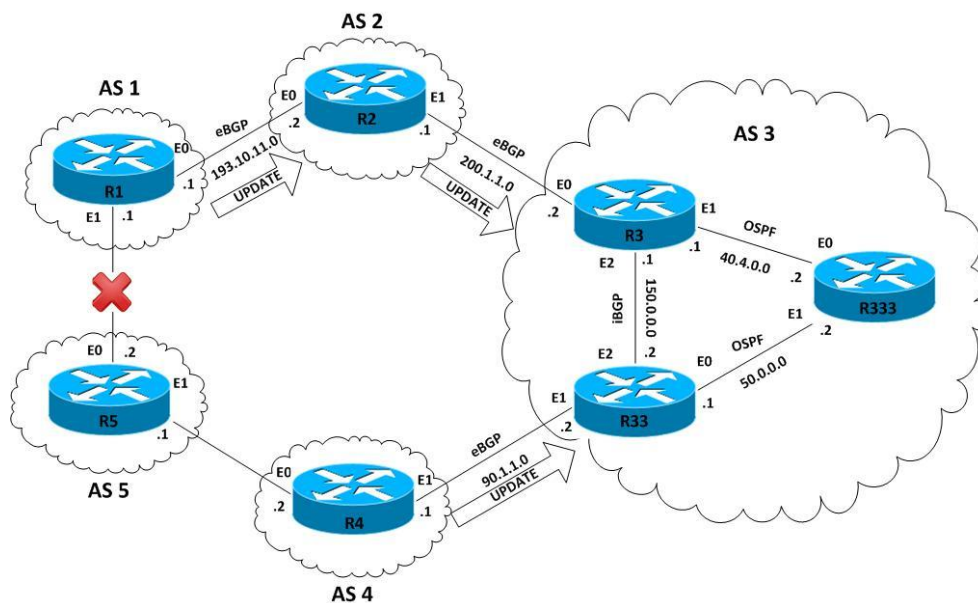 AS 2
AS 1
E0
E1
.2
R2
.1
eBGP
193.10.11.0
UPDATE
eBGP
200.1.1.0
UPDATE
AS 3
E0
.1
R1
E1
.1
E0
.2
R3
E1
.1
E2
.1
OSPF
40.4.0.0
E0
.2
R333
E1
.2
iBGP
150.0.0.0
OSPF
50.0.0.0
E0
.2
R5
E1
.1
AS 5
E2
.2
E0
.1
R33
E1
.2
eBGP
90.1.1.0
UPDATE
E0
.2
R4
E1
.1
AS 4